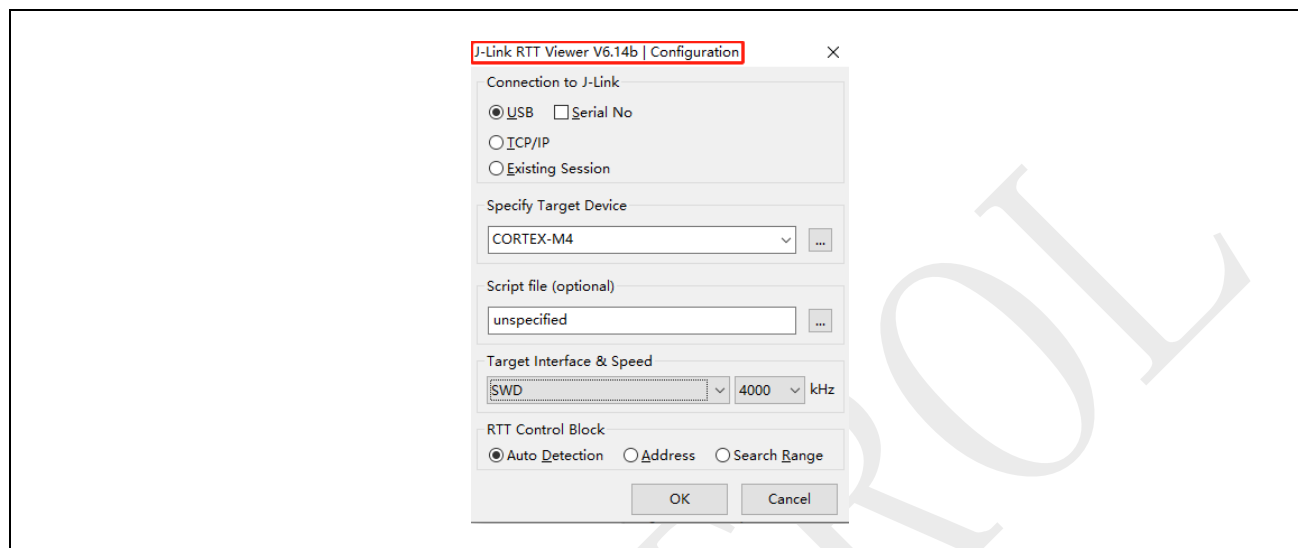 J-Link RTT Viewer V6.14b | Configuration
Connection to J-Link
USB Serial No
TCP/IP
Existing Session
Specify Target Device
CORTEX-M4
...
Script file (optional)
unspecified
...
Target Interface & Speed
SWD 4000 kHz
RTT Control Block
Auto Detection Address Search Range
OK Cancel
ROL